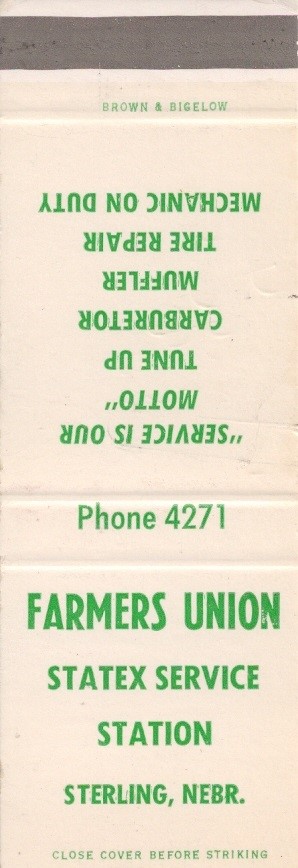 BROWN & BIGELOW
"SERVICE IS OUR
MOTTO"
TUNE UP
CARBURETOR
MUFFLER
TIRE REPAIR
MECHANIC ON DUTY
Phone 4271
FARMERS UNION
STATEX SERVICE
STATION
STERLING, NEBR.
CLOSE COVER BEFORE STRIKING